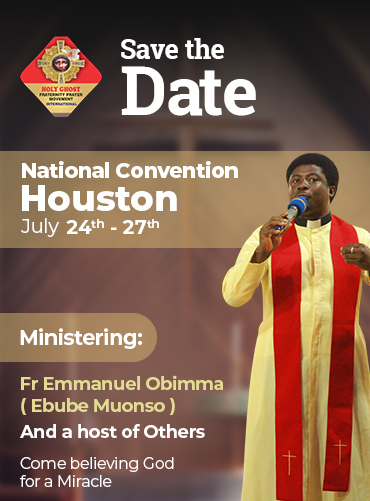 Save the
Date
HOLY GHOST
FRATERNITY PRAYER
MOVEMENT
INTERNATIONAL
National Convention
Houston
July 24th - 27th
Ministering:
Fr Emmanuel Obimma
( Ebube Muonso )
And a host of Others
Come believing God
for a Miracle